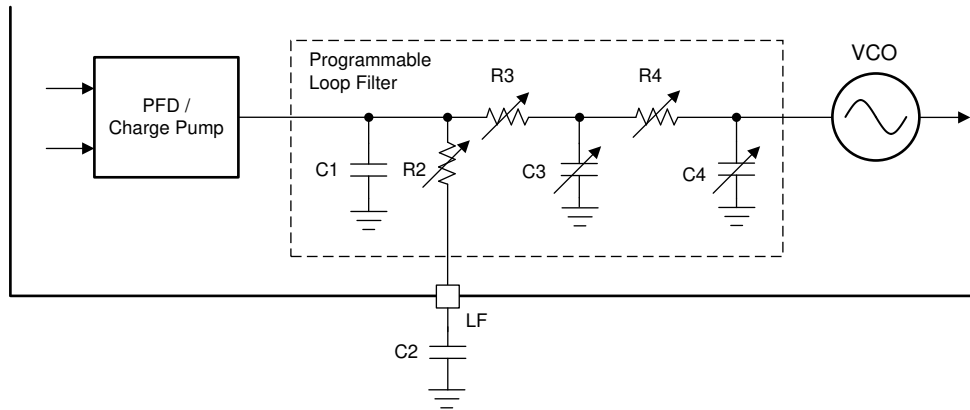 Programmable
Loop Filter
VCO
PFD /
Charge Pump
R3
R4
C1
R2
C3
C4
LF
C2